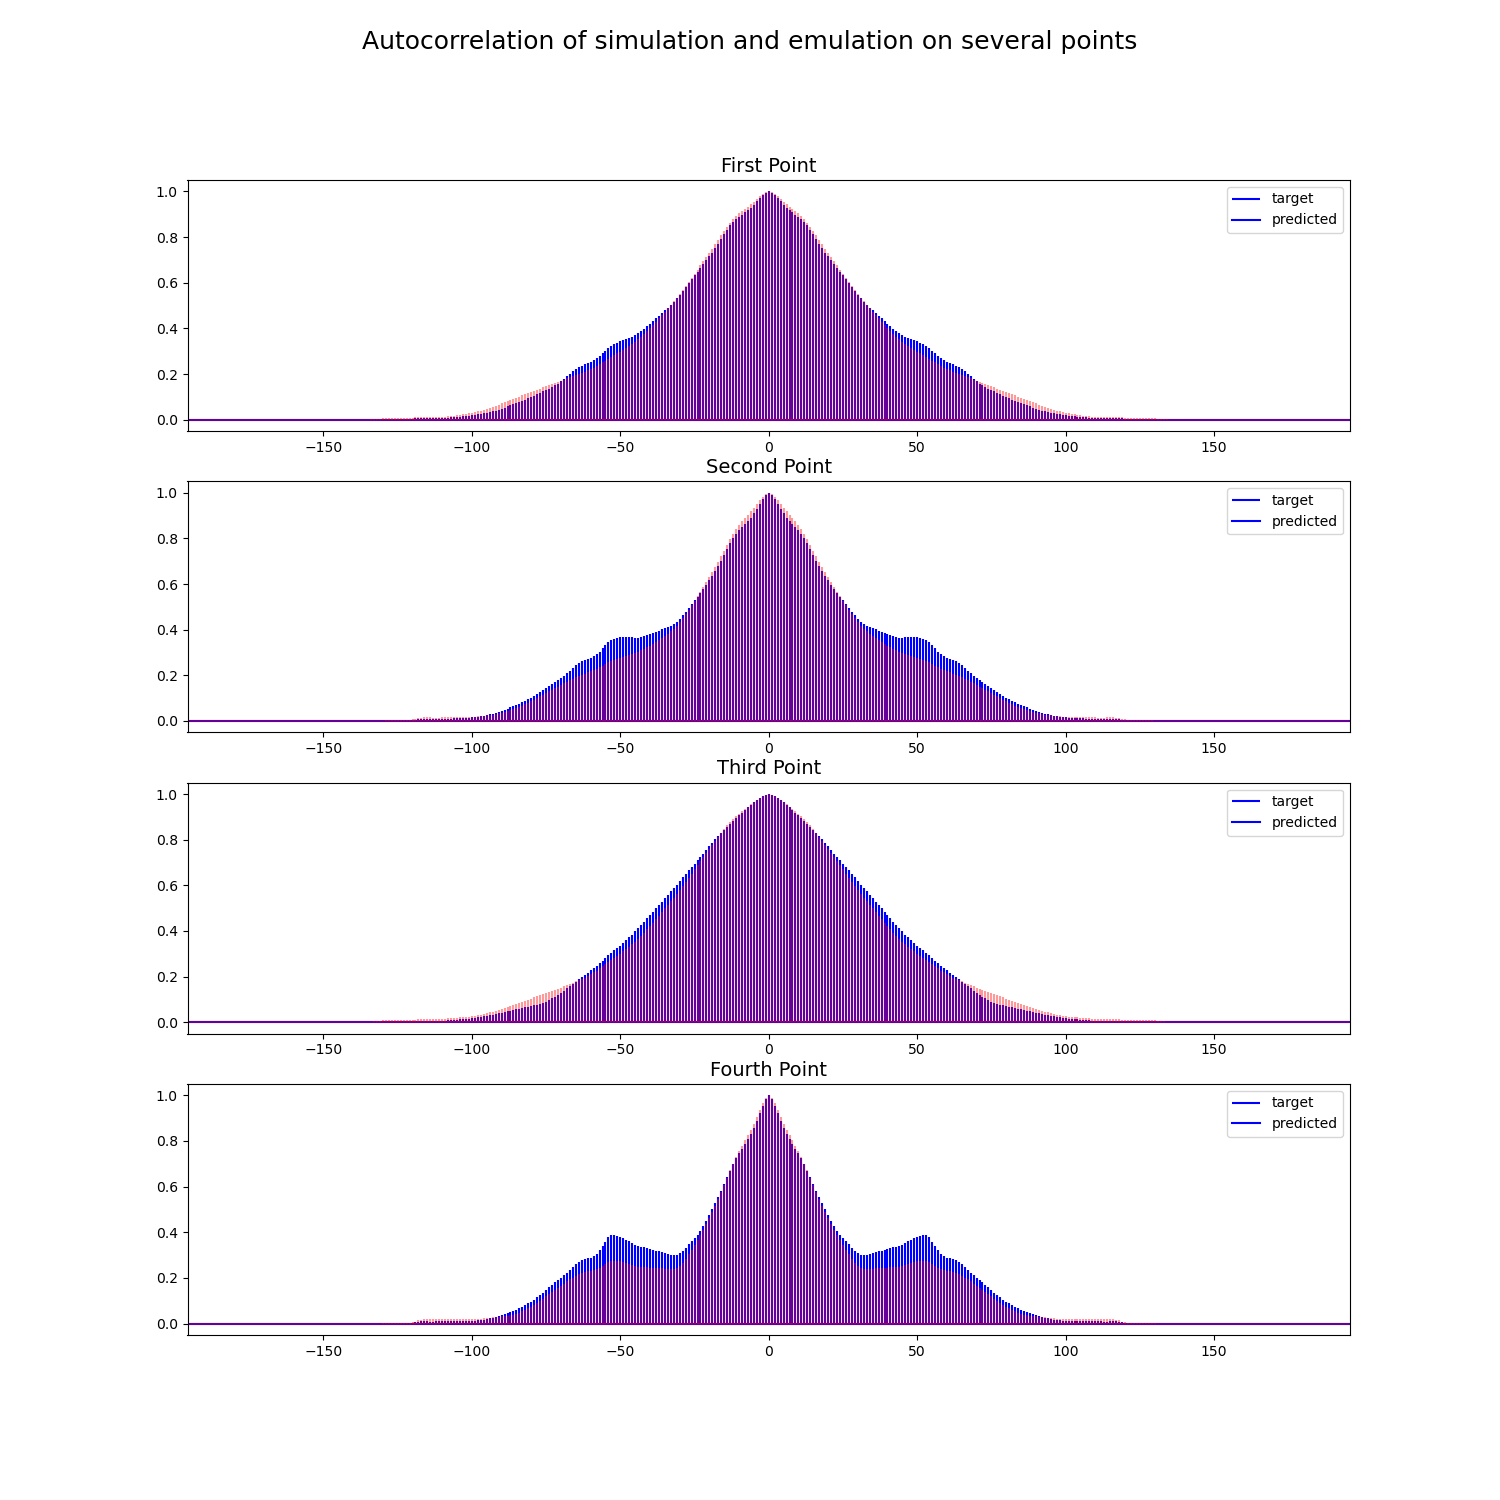 Autocorrelation of simulation and emulation on several points
First Point
1.0
0.8
0.6
0.4
0.2
0.0
target
predicted
−150 −100 −50 0 50 100 150
Second Point
1.0
0.8
0.6
0.4
0.2
0.0
target
predicted
−150 −100 −50 0 50 100 150
Third Point
1.0
0.8
0.6
0.4
0.2
0.0
target
predicted
−150 −100 −50 0 50 100 150
Fourth Point
1.0
0.8
0.6
0.4
0.2
0.0
target
predicted
−150 −100 −50 0 50 100 150